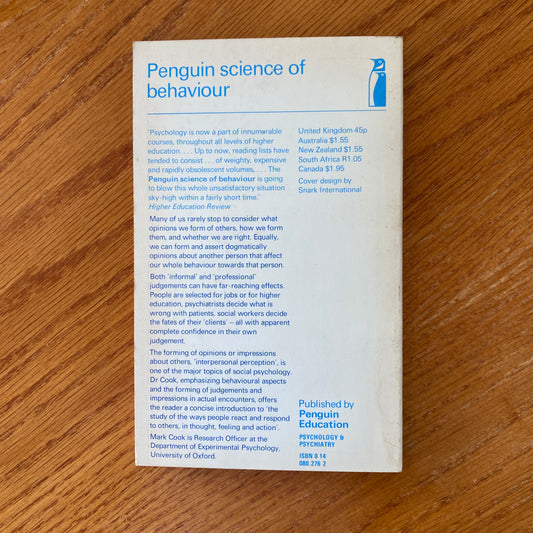 Penguin science of
behaviour
'Psychology is now a part of innumerable
courses, throughout all levels of higher
education. . . . Up to now, reading lists have
tended to consist . . . of weighty, expensive
and rapidly obsolescent volumes. . . . The
Penguin science of behaviour is going
to blow this whole unsatisfactory situation
sky-high within a fairly short time.'
Higher Education Review
Many of us rarely stop to consider what
opinions we form of others, how we form
them, and whether we are right. Equally,
we can form and assert dogmatically
opinions about another person that affect
our whole behaviour towards that person.
Both 'informal' and 'professional'
judgements can have far-reaching effects.
People are selected for jobs or for higher
education, psychiatrists decide what is
wrong with patients, social workers decide
the fates of their 'clients' – all with apparent
complete confidence in their own
judgement.
The forming of opinions or impressions
about others, 'interpersonal perception', is
one of the major topics of social psychology.
Dr Cook, emphasizing behavioural aspects
and the forming of judgements and
impressions in actual encounters, offers
the reader a concise introduction to 'the
study of the ways people react and respond
to others, in thought, feeling and action'.
Mark Cook is Research Officer at the
Department of Experimental Psychology,
University of Oxford.
United Kingdom 45p
Australia $1.55
New Zealand $1.55
South Africa R1.05
Canada $1.95
Cover design by
Snark International
Published by
Penguin
Education
PSYCHOLOGY &
PSYCHIATRY
ISBN 0 14
080.276 2